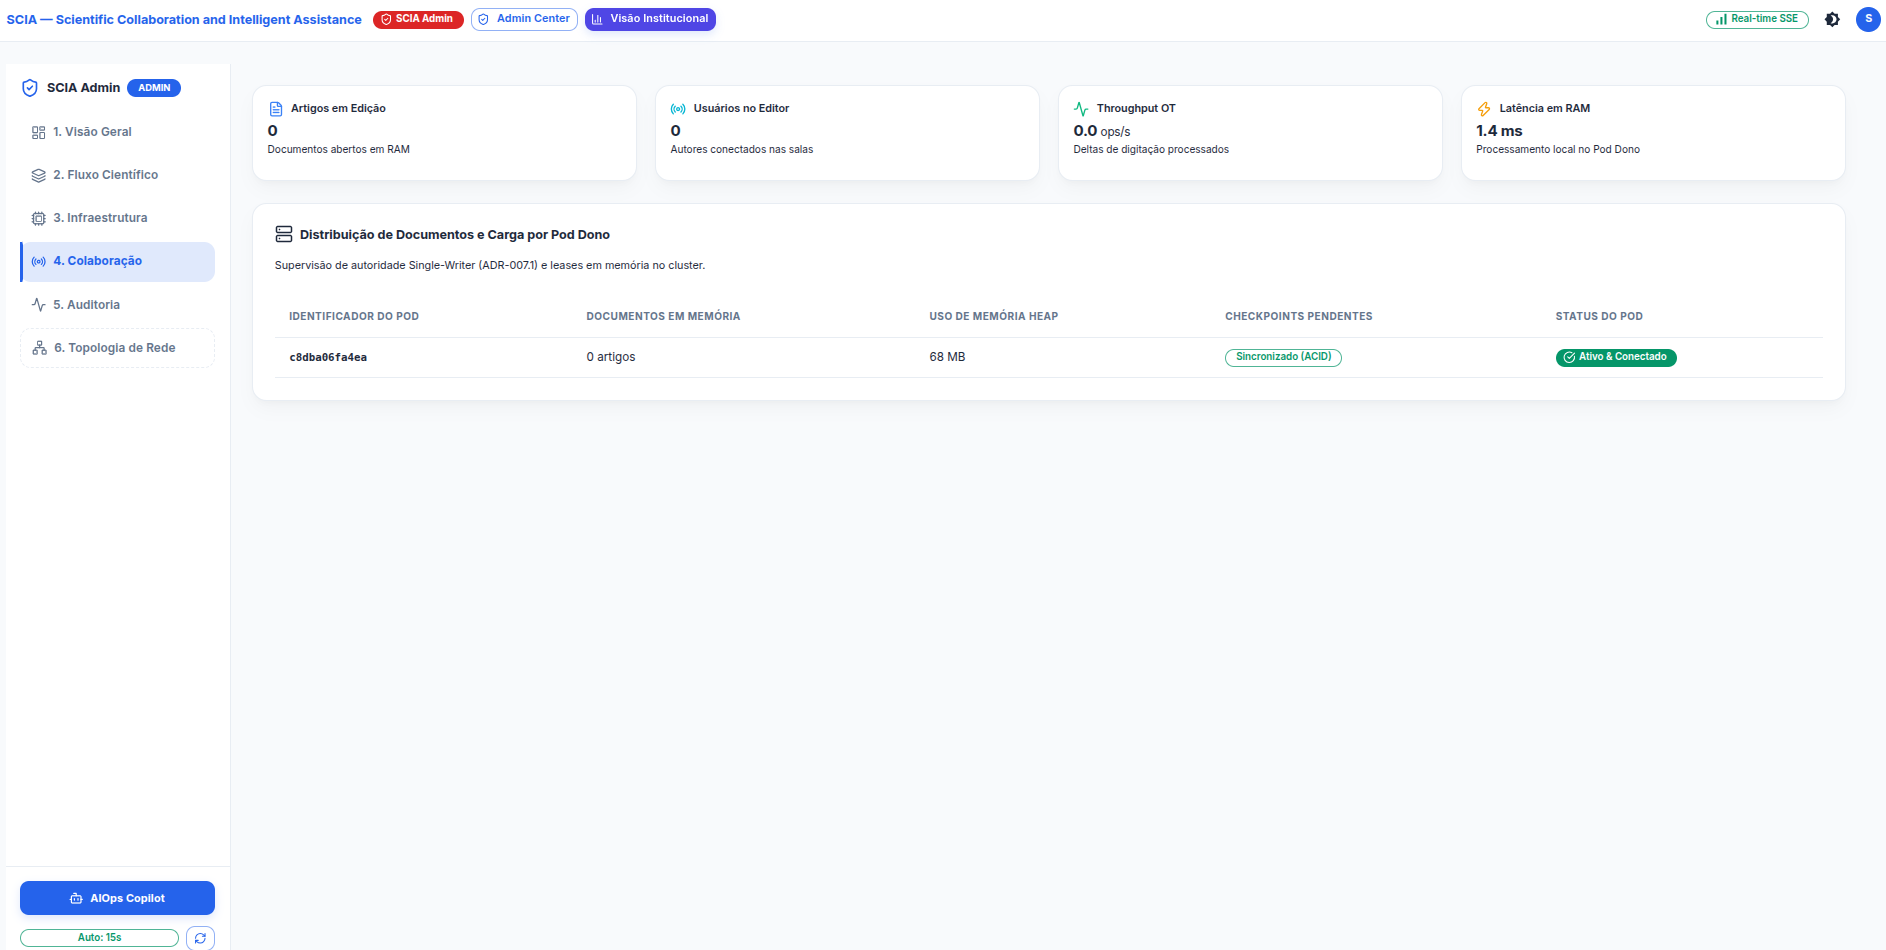 SCIA — Scientific Collaboration and Intelligent Assistance
SCIA Admin
Admin Center
Visão Institucional
Real-time SSE
S
SCIA Admin
ADMIN
1. Visão Geral
2. Fluxo Científico
3. Infraestrutura
4. Colaboração
5. Auditoria
6. Topologia de Rede
AIOps Copilot
Auto: 15s
Artigos em Edição
0
Documentos abertos em RAM
Usuários no Editor
0
Autores conectados nas salas
Throughput OT
0.0 ops/s
Deltas de digitação processados
Latência em RAM
1.4 ms
Processamento local no Pod Dono
Distribuição de Documentos e Carga por Pod Dono
Supervisão de autoridade Single-Writer (ADR-007.1) e leases em memória no cluster.
IDENTIFICADOR DO POD DOCUMENTOS EM MEMÓRIA USO DE MEMÓRIA HEAP CHECKPOINTS PENDENTES STATUS DO POD
c8dba06fa4ea 0 artigos 68 MB Sincronizado (ACID) Ativo & Conectado